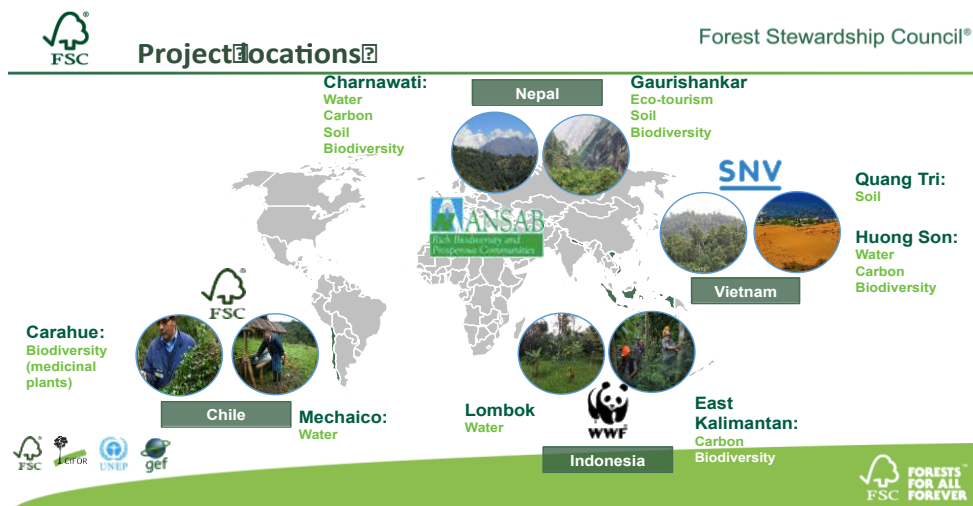 FSC
Project locations
Forest Stewardship Council®
Charnawati:
Water
Carbon
Soil
Biodiversity
Nepal
Gaurishankar
Eco-tourism
Soil
Biodiversity
SNV
Quang Tri:
Soil
Huong Son:
Water
Carbon
Biodiversity
Vietnam
ANSAB
Rich Biodiversity and
Prosperous Communities
FSC
Carahue:
Biodiversity
(medicinal
plants)
Chile
Mechaico:
Water
Lombok
Water
WWF
Indonesia
East
Kalimantan:
Carbon
Biodiversity
FSC
CIFOR
UNEP
gef
FSC
FORESTS
FOR ALL
FOREVER™